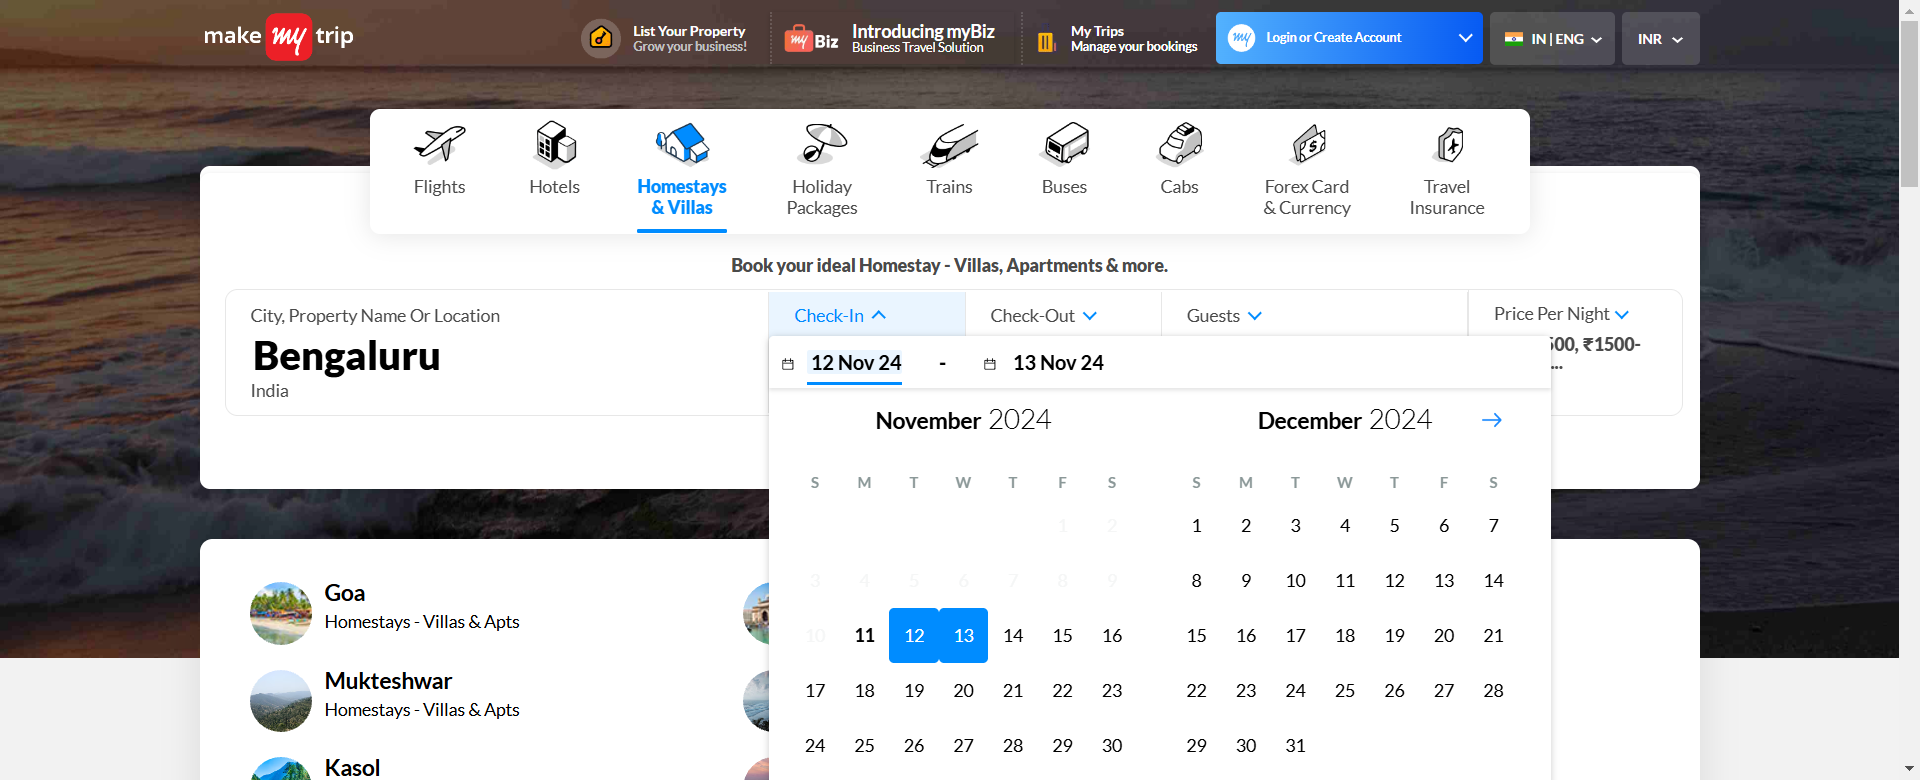 make my trip
List Your Property
Grow your business!
my Biz
Introducing myBiz
Business Travel Solution
My Trips
Manage your bookings
my
Login or Create Account
IN | ENG
INR
Flights
Hotels
Homestays
& Villas
Holiday
Packages
Trains
Buses
Cabs
Forex Card
& Currency
Travel
Insurance
Book your ideal Homestay - Villas, Apartments & more.
City, Property Name Or Location
Bengaluru
India
Check-In
Check-Out
Guests
Price Per Night
500, ₹1500-
...
12 Nov 24 - 13 Nov 24
November 2024
S M T W T F S
1 2
3 4 5 6 7 8 9
10 11 12 13 14 15 16
17 18 19 20 21 22 23
24 25 26 27 28 29 30
December 2024
S M T W T F S
1 2 3 4 5 6 7
8 9 10 11 12 13 14
15 16 17 18 19 20 21
22 23 24 25 26 27 28
29 30 31
Goa
Homestays - Villas & Apts
Mukteshwar
Homestays - Villas & Apts
Kasol